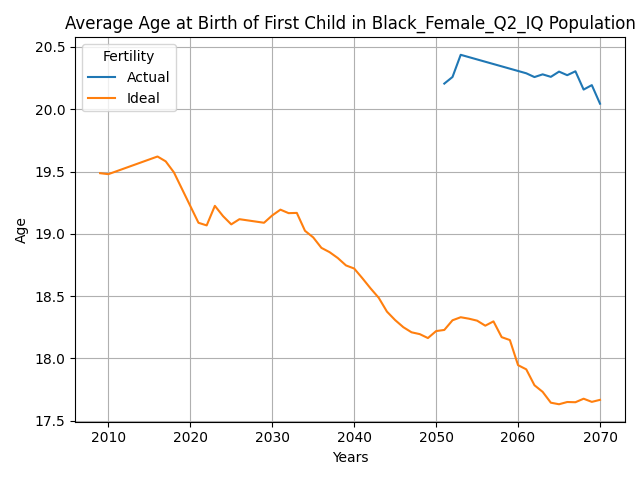 Average Age at Birth of First Child in Black_Female_Q2_IQ Population
Fertility
Actual
Ideal
20.5
20.0
19.5
19.0
18.5
18.0
17.5
Age
2010 2020 2030 2040 2050 2060 2070
Years